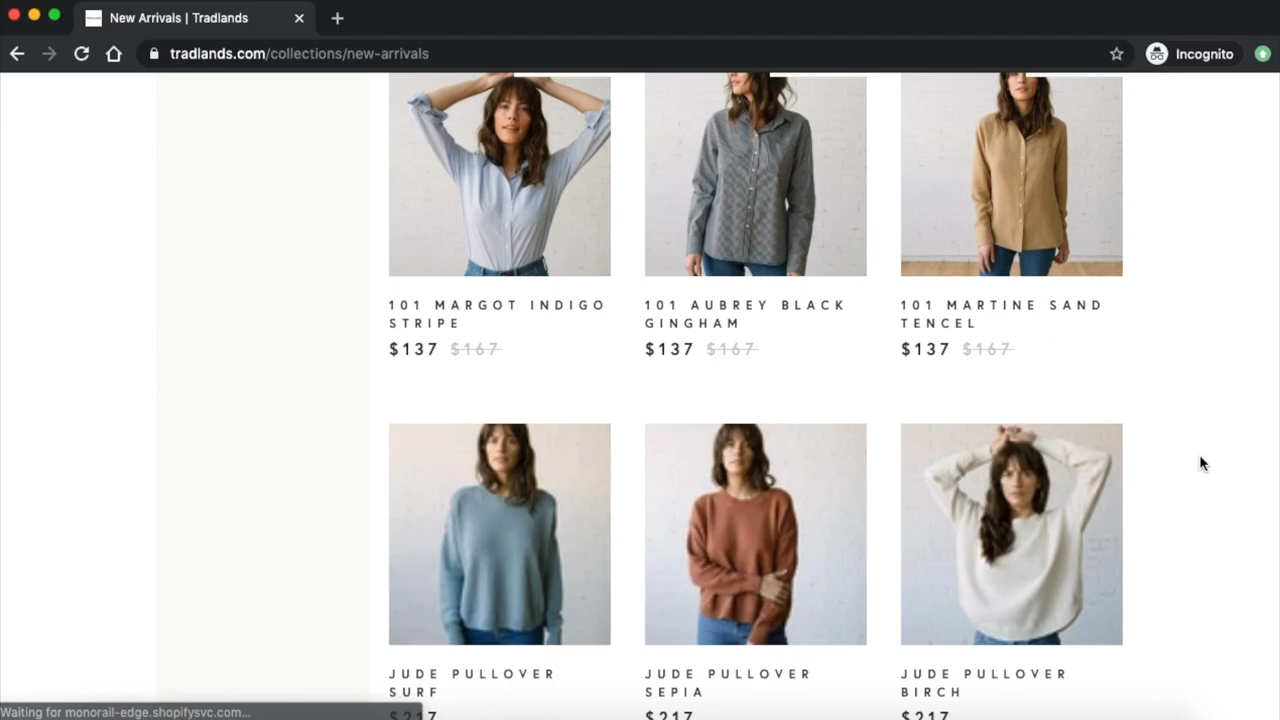 New Arrivals | Tradlands
tradlands.com/collections/new-arrivals
Incognito
101 MARGOT INDIGO
STRIPE
$137 $167
101 AUBREY BLACK
GINGHAM
$137 $167
101 MARTINE SAND
TENCEL
$137 $167
JUDE PULLOVER
SURF
$217
JUDE PULLOVER
SEPIA
$217
JUDE PULLOVER
BIRCH
$217
Waiting for monorail-edge.shopifysvc.com...